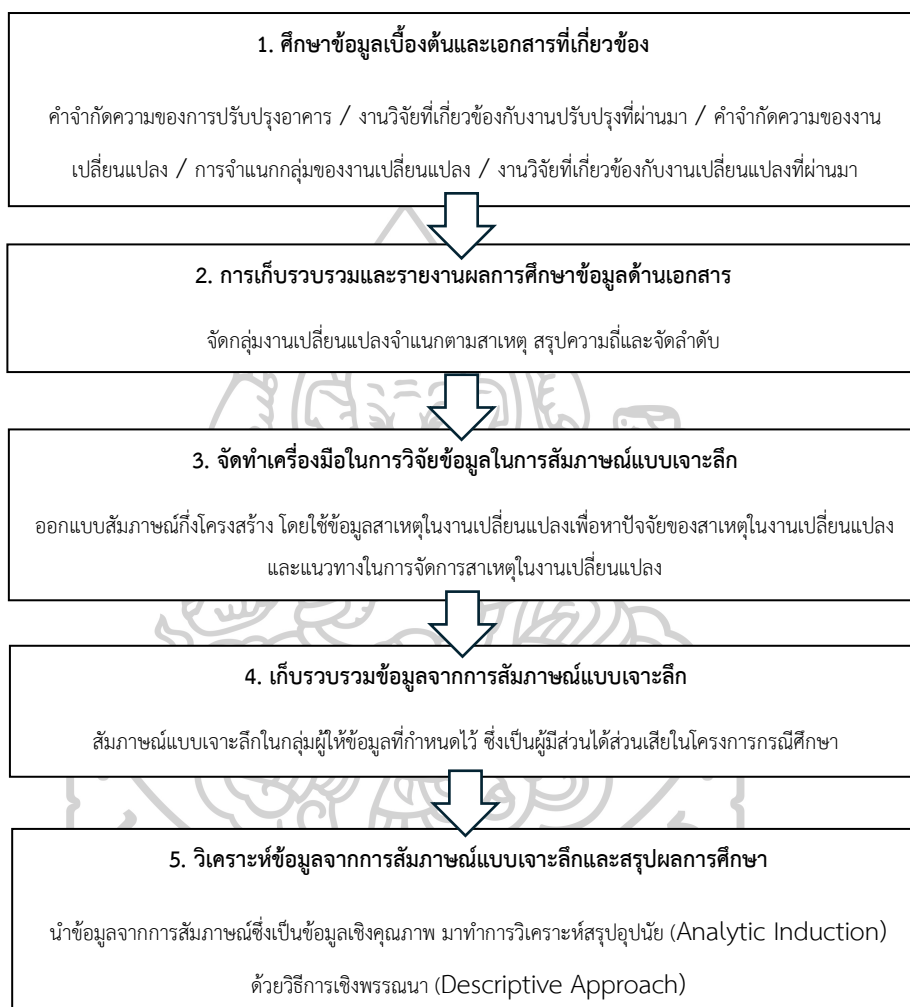 1. ศึกษาข้อมูลเบื้องต้นและเอกสารที่เกี่ยวข้อง
คำจำกัดความของการปรับปรุงอาคาร / งานวิจัยที่เกี่ยวข้องกับงานปรับปรุงที่ผ่านมา / คำจำกัดความของงาน
เปลี่ยนแปลง / การจำแนกกลุ่มของงานเปลี่ยนแปลง / งานวิจัยที่เกี่ยวข้องกับงานเปลี่ยนแปลงที่ผ่านมา
2. การเก็บรวบรวมและรายงานผลการศึกษาข้อมูลด้านเอกสาร
จัดกลุ่มงานเปลี่ยนแปลงจำแนกตามสาเหตุ สรุปความถี่และจัดลำดับ
3. จัดทำเครื่องมือในการวิจัยข้อมูลในการสัมภาษณ์แบบเจาะลึก
ออกแบบสัมภาษณ์กึ่งโครงสร้าง โดยใช้ข้อมูลสาเหตุในงานเปลี่ยนแปลงเพื่อหาปัจจัยของสาเหตุในงานเปลี่ยนแปลง
และแนวทางในการจัดการสาเหตุในงานเปลี่ยนแปลง
4. เก็บรวบรวมข้อมูลจากการสัมภาษณ์แบบเจาะลึก
สัมภาษณ์แบบเจาะลึกในกลุ่มผู้ให้ข้อมูลที่กำหนดไว้ ซึ่งเป็นผู้มีส่วนได้ส่วนเสียในโครงการกรณีศึกษา
5. วิเคราะห์ข้อมูลจากการสัมภาษณ์แบบเจาะลึกและสรุปผลการศึกษา
นำข้อมูลจากการสัมภาษณ์ซึ่งเป็นข้อมูลเชิงคุณภาพ มาทำการวิเคราะห์สรุปอุปนัย (Analytic Induction)
ด้วยวิธีการเชิงพรรณนา (Descriptive Approach)